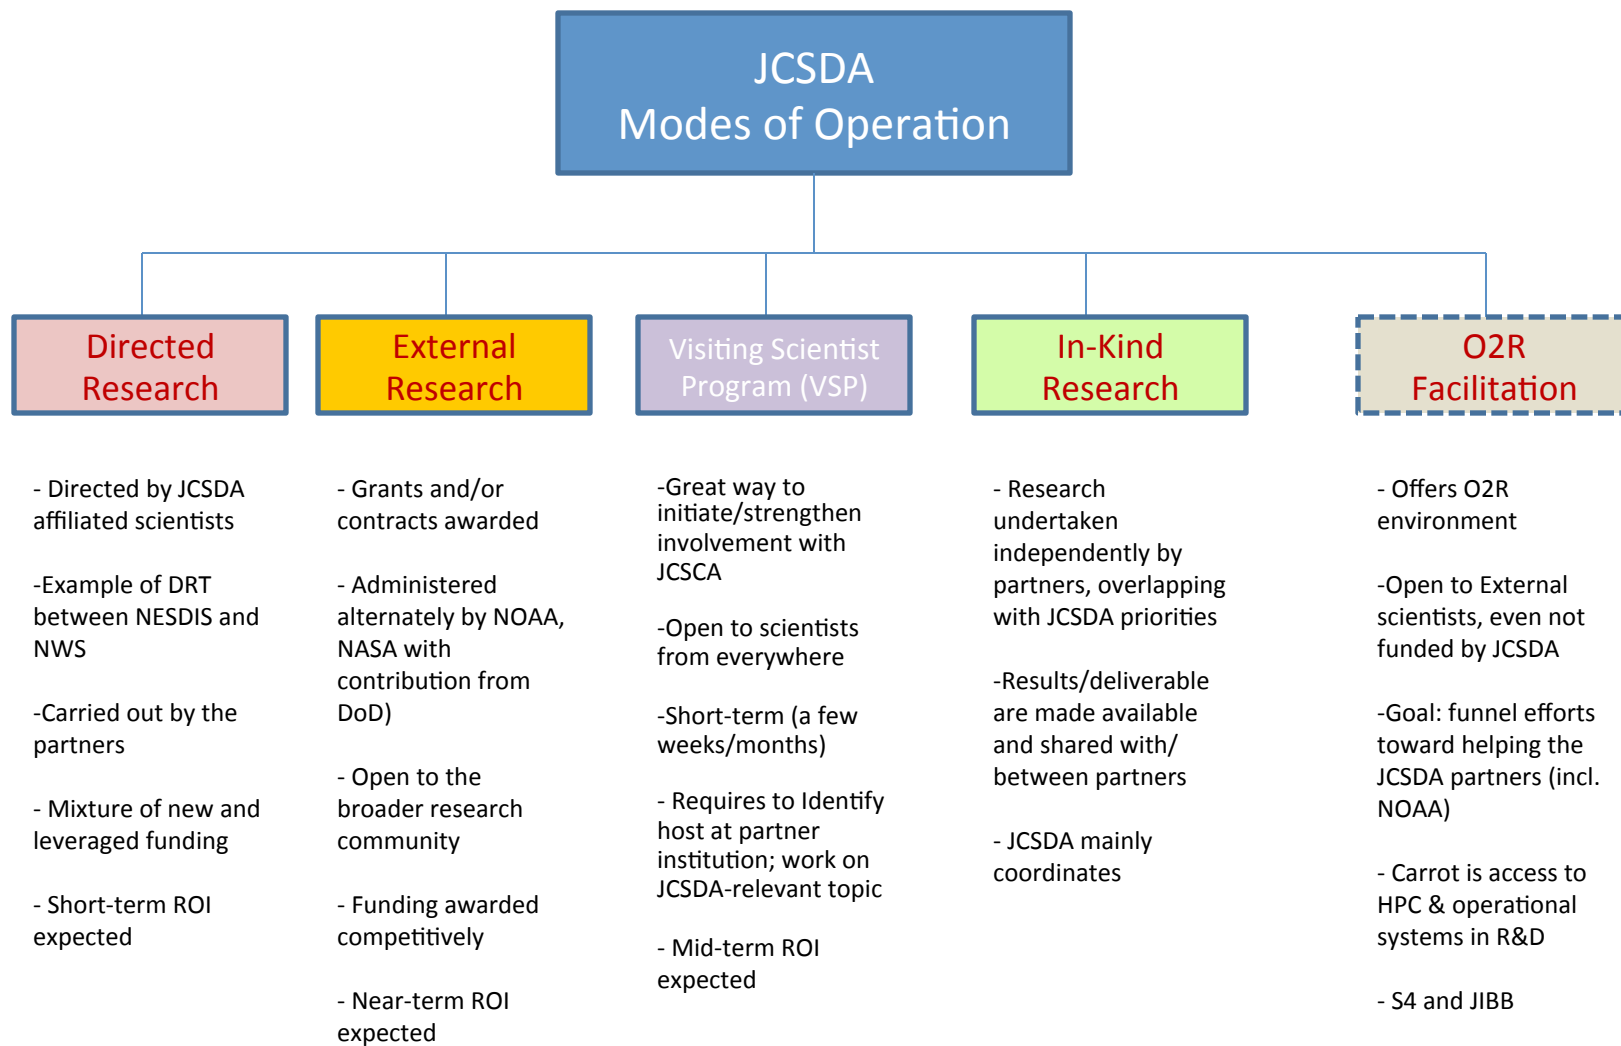 JCSDA
Modes of Operation
Directed
Research
- Directed by JCSDA
affiliated scientists
-Example of DRT
between NESDIS and
NWS
-Carried out by the
partners
- Mixture of new and
leveraged funding
- Short-term ROI
expected
External
Research
- Grants and/or
contracts awarded
- Administered
alternately by NOAA,
NASA with
contribution from
DoD)
- Open to the
broader research
community
- Funding awarded
competitively
- Near-term ROI
expected
Visiting Scientist
Program (VSP)
-Great way to
initiate/strengthen
involvement with
JCSCA
-Open to scientists
from everywhere
-Short-term (a few
weeks/months)
- Requires to Identify
host at partner
institution; work on
JCSDA-relevant topic
- Mid-term ROI
expected
In-Kind
Research
- Research
undertaken
independently by
partners, overlapping
with JCSDA priorities
-Results/deliverable
are made available
and shared with/
between partners
- JCSDA mainly
coordinates
O2R
Facilitation
- Offers O2R
environment
-Open to External
scientists, even not
funded by JCSDA
-Goal: funnel efforts
toward helping the
JCSDA partners (incl.
NOAA)
- Carrot is access to
HPC & operational
systems in R&D
- S4 and JIBB